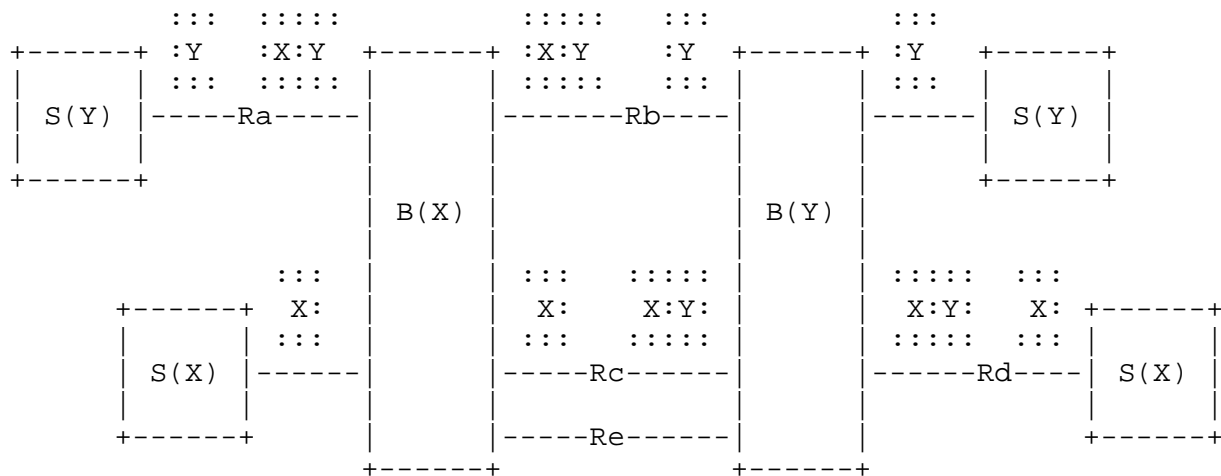 ::: ::::: ::::: ::: :::
+------+ :Y :X:Y +------+ :X:Y :Y +------+ :Y +------+
| | ::: ::::: | | ::::: ::: | | ::: | |
| S(Y) |-----Ra-----| |-------Rb----| |------| S(Y) |
| | | | | | | |
+------+ | | | | +------+
| B(X) | | B(Y) |
| | | |
::: | | ::: ::::: | | ::::: :::
+------+ X: | | X: X:Y: | | X:Y: X: +------+
| | ::: | | ::: ::::: | | ::::: ::: | |
| S(X) |------| |-----Rc------| |------Rd----| S(X) |
| | | | | | | |
+------+ | |-----Re------| | +------+
+------+ +------+